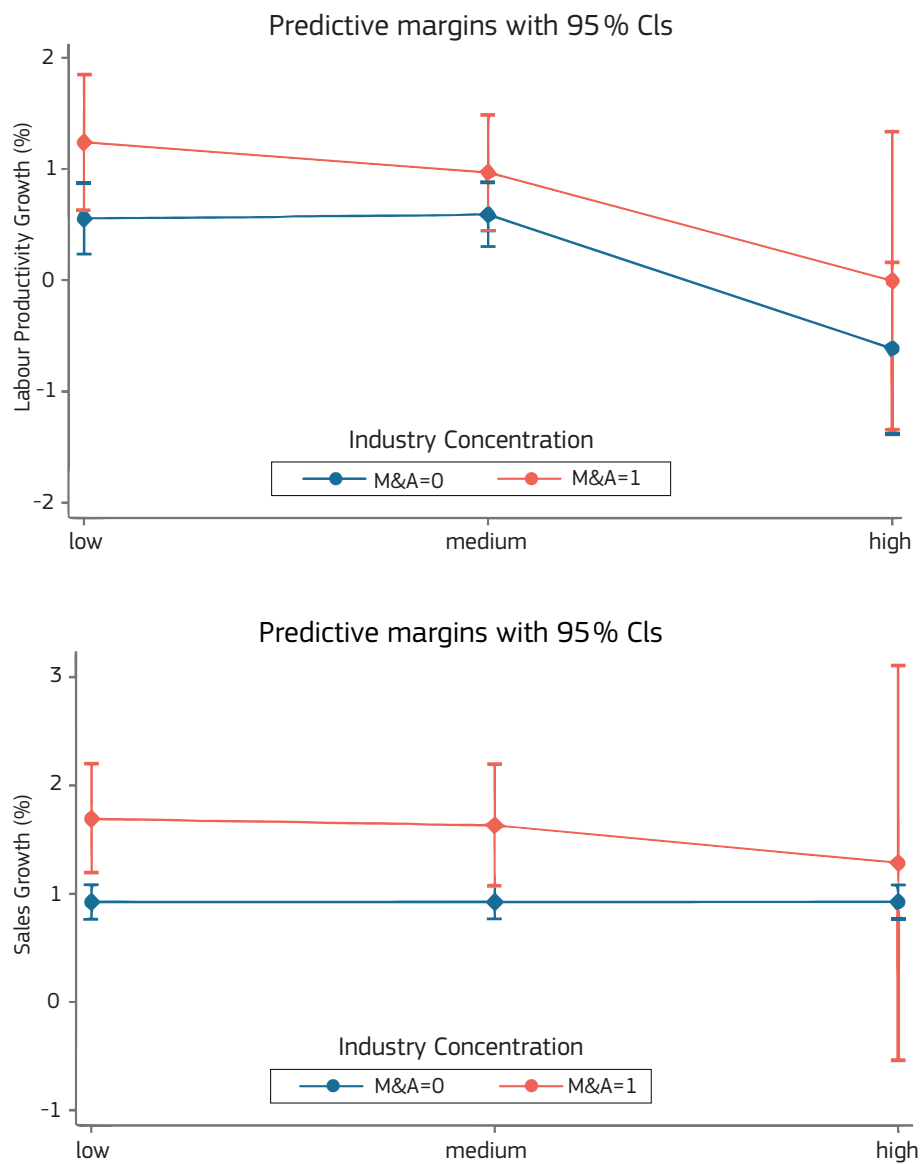 Predictive margins with 95% CIs
2
1
0
-1
-2
Labour Productivity Growth (%)
Industry Concentration
M&A=0 M&A=1
low medium high
Predictive margins with 95% CIs
3
2
1
0
-1
Sales Growth (%)
Industry Concentration
M&A=0 M&A=1
low medium high